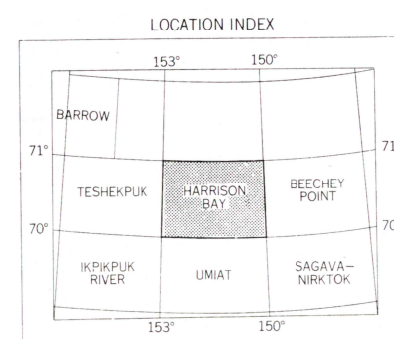 LOCATION INDEX
153° 150°
BARROW
71° 71
TESHEKPUK HARRISON BAY BEECHEY POINT
70° 70
IKPIKPUK RIVER UMIAT SAGAVA–NIRKTOK
153° 150°